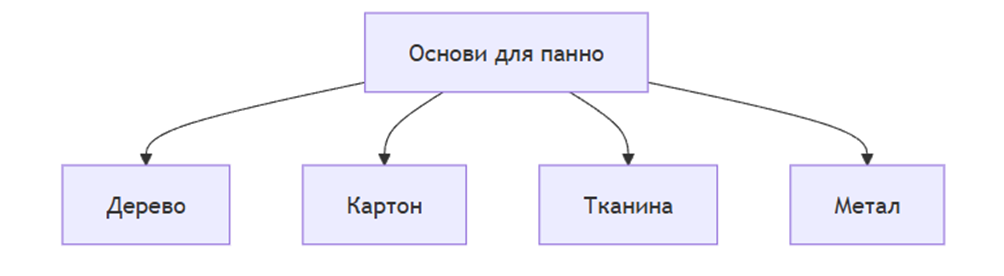 Основи для панно
Дерево
Картон
Тканина
Метал